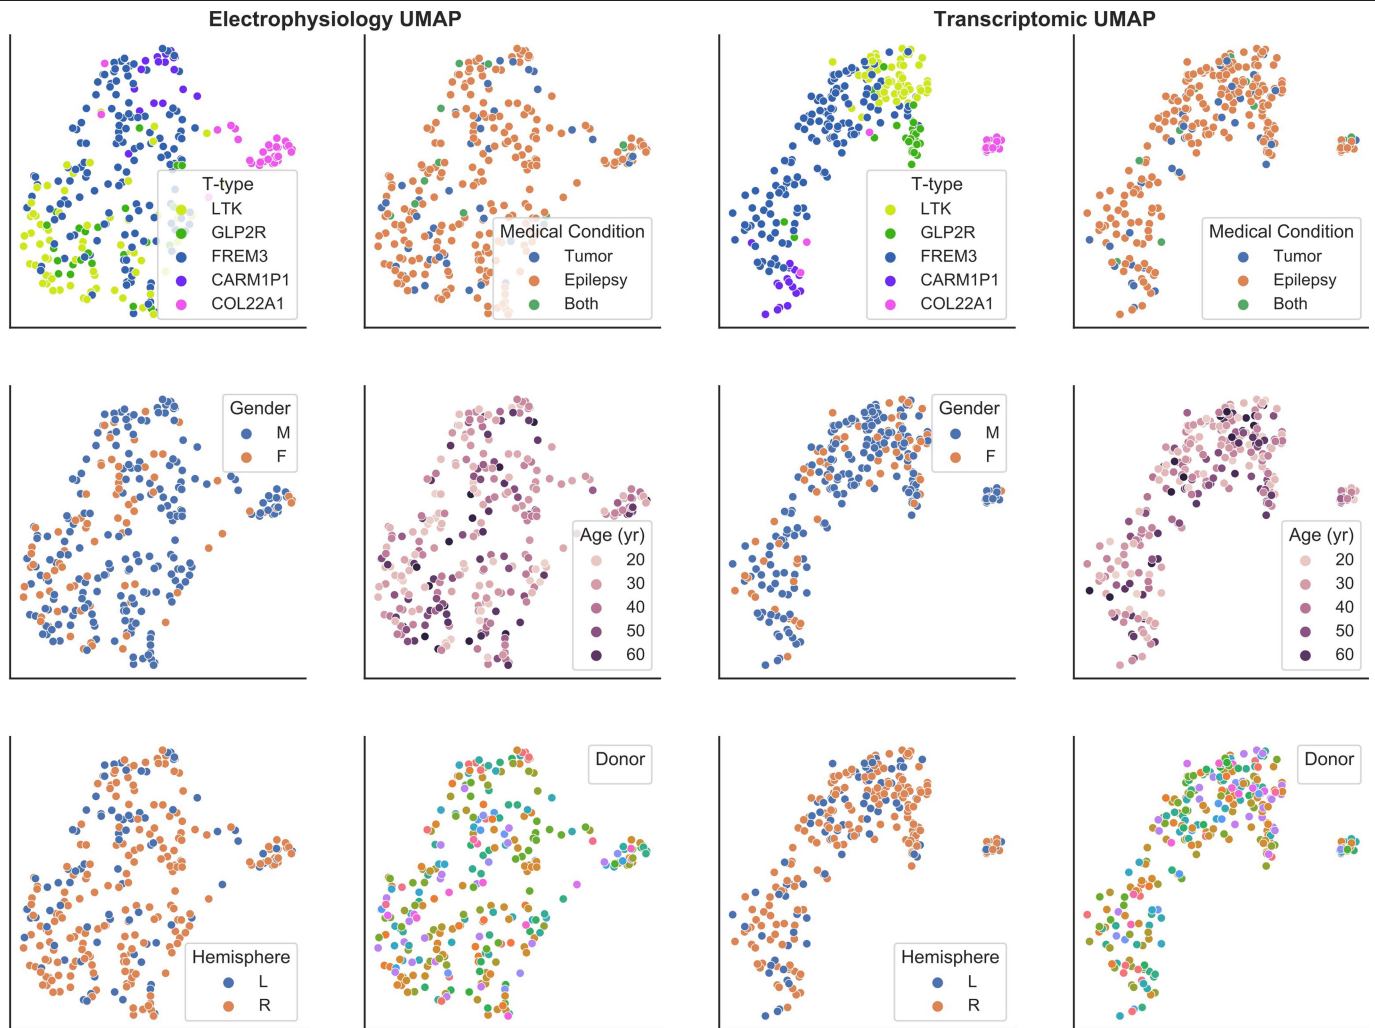 Electrophysiology UMAP
Transcriptomic UMAP
T-type
LTK
GLP2R
FREM3
CARM1P1
COL22A1
Medical Condition
Tumor
Epilepsy
Both
T-type
LTK
GLP2R
FREM3
CARM1P1
COL22A1
Medical Condition
Tumor
Epilepsy
Both
Gender
M
F
Age (yr)
20
30
40
50
60
Gender
M
F
Age (yr)
20
30
40
50
60
Hemisphere
L
R
Donor
Hemisphere
L
R
Donor